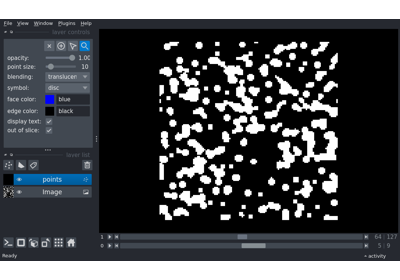 File View Window Plugins Help
layer controls
opacity: 1.00
point size: 10
blending: translucen
symbol: disc
face color: blue
edge color: black
display text:
out of slice:
layer list
points
Image
1 64 127
0 5 9
Ready activity